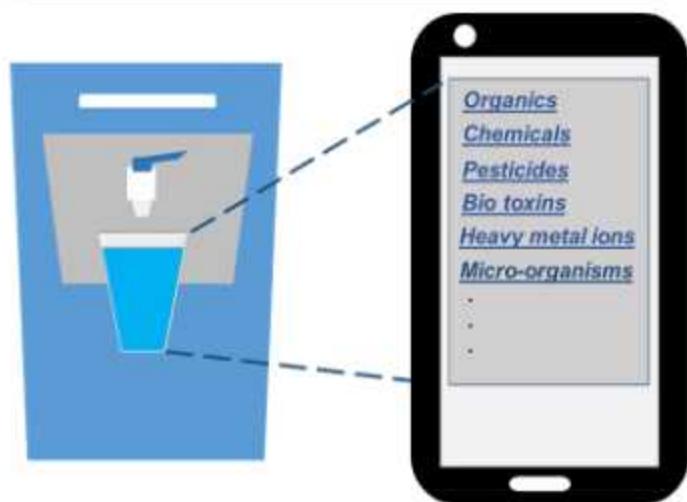 Organics
Chemicals
Pesticides
Bio toxins
Heavy metal ions
Micro-organisms
.
.
.